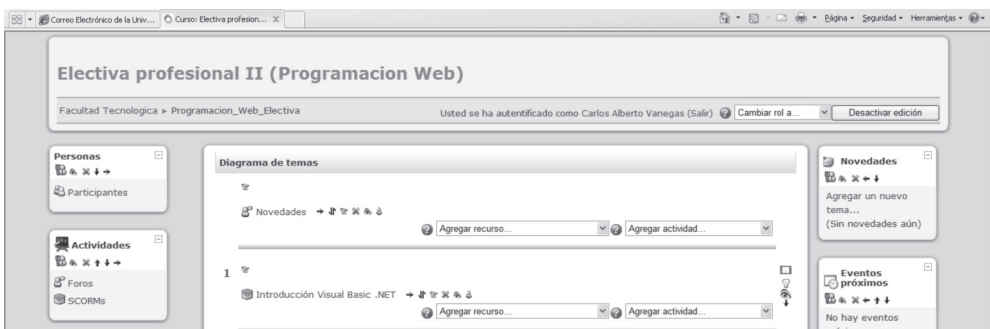 Correo Electrónico de la Univ... Curso: Electiva profesion... X Página Seguridad Herramientas
Electiva profesional II (Programacion Web)
Facultad Tecnologica ► Programacion_Web_Electiva Usted se ha autentificado como Carlos Alberto Vanegas (Salir) Cambiar rol a... Desactivar edición
Personas
Participantes
Actividades
Foros
SCORMs
Diagrama de temas
Novedades
Agregar recurso... Agregar actividad...
1
Introducción Visual Basic .NET
Agregar recurso... Agregar actividad...
Novedades
Agregar un nuevo
tema...
(Sin novedades aún)
Eventos
próximos
No hay eventos